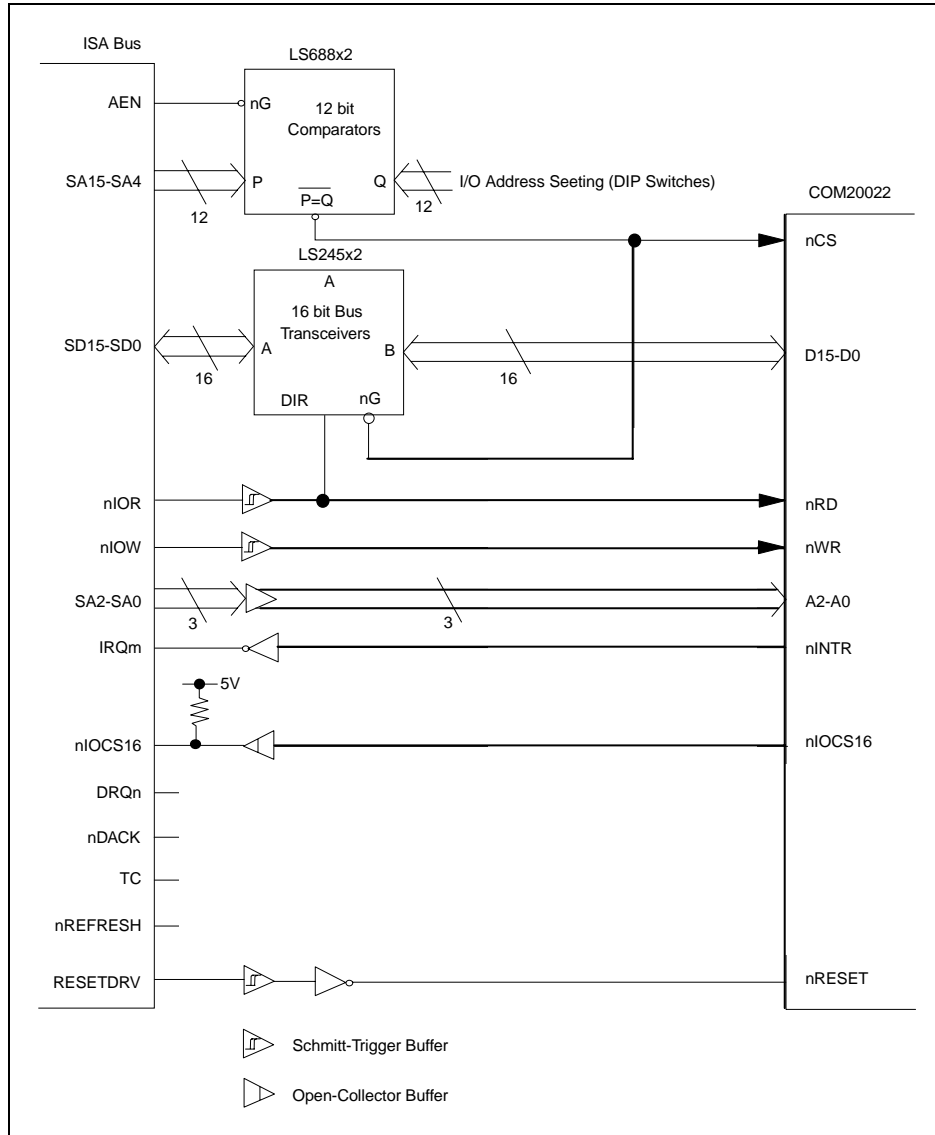 ISA Bus
LS688x2
AEN
nG
12 bit
Comparators
SA15-SA4
12
P
Q
12
I/O Address Seeting (DIP Switches)
P=Q
COM20022
nCS
LS245x2
A
16 bit Bus
Transceivers
SD15-SD0
16
A
B
16
D15-D0
DIR
nG
nIOR
nRD
nIOW
nWR
SA2-SA0
3
3
A2-A0
IRQm
nINTR
5V
nIOCS16
nIOCS16
DRQn
nDACK
TC
nREFRESH
RESETDRV
nRESET
Schmitt-Trigger Buffer
Open-Collector Buffer